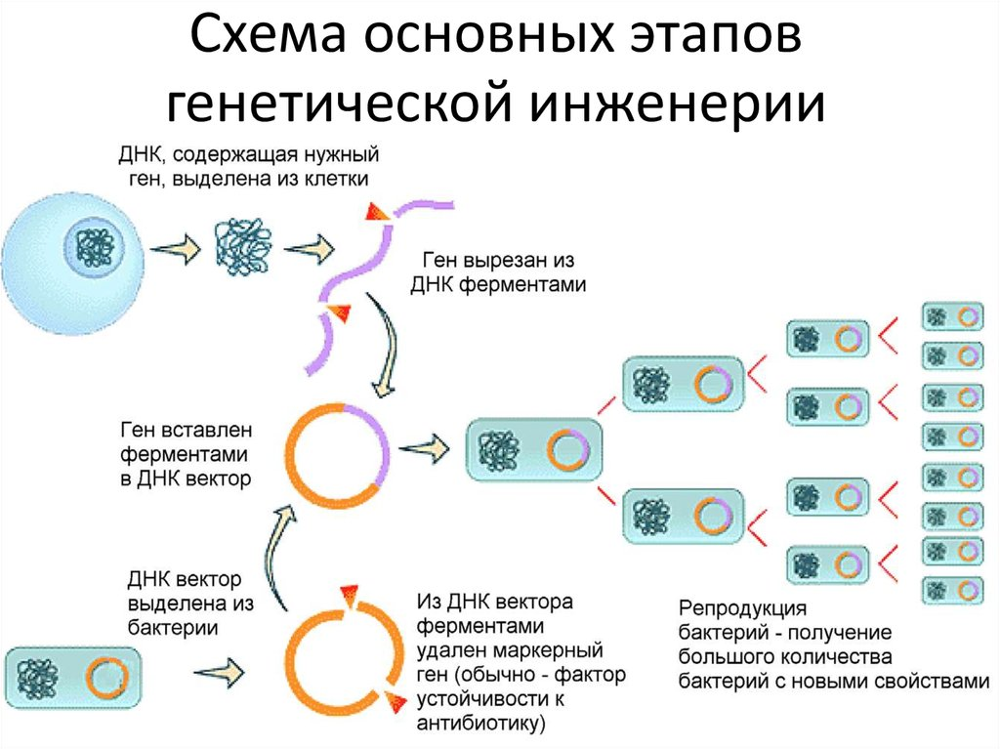 Схема основных этапов
генетической инженерии
ДНК, содержащая нужный
ген, выделена из клетки
Ген вырезан из
ДНК ферментами
Ген вставлен
ферментами
в ДНК вектор
ДНК вектор
выделена из
бактерии
Из ДНК вектора
ферментами
удален маркерный
ген (обычно - фактор
устойчивости к
антибиотику)
Репродукция
бактерий - получение
большого количества
бактерий с новыми свойствами